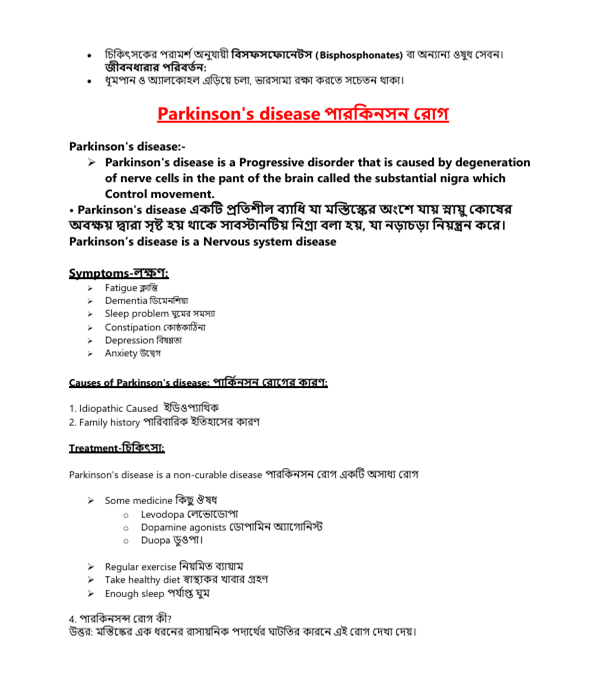 • চিকিৎসকের পরামর্শ অনুযায়ী বিসফসফোনেটস (Bisphosphonates) বা অন্যান্য ওষুধ সেবন।
জীবনধারার পরিবর্তন:
• ধূমপান ও অ্যালকোহল এড়িয়ে চলা, ভারসাম্য রক্ষা করতে সচেতন থাকা।
Parkinson's disease পারকিনসন রোগ
Parkinson's disease:-
➢ Parkinson's disease is a Progressive disorder that is caused by degeneration
of nerve cells in the pant of the brain called the substantial nigra which
Control movement.
• Parkinson's disease একটি প্রতিশীল ব্যাধি যা মস্তিস্কের অংশে যায় স্নায়ু কোষের
অবক্ষয় দ্বারা সৃষ্ট হয় থাকে সাবস্টানটিয় নিগ্রা বলা হয়, যা নড়াচড়া নিয়ন্ত্রন করে।
Parkinson's disease is a Nervous system disease
Symptoms-লক্ষণ:
➢ Fatigue ক্লান্তি
➢ Dementia ডিমেনশিয়া
➢ Sleep problem ঘুমের সমস্যা
➢ Constipation কোষ্ঠকাঠিন্য
➢ Depression বিষন্নতা
➢ Anxiety উদ্বেগ
Causes of Parkinson's disease: পার্কিনসন রোগের কারণ:
1. Idiopathic Caused ইডিওপ্যাথিক
2. Family history পারিবারিক ইতিহাসের কারণ
Treatment-চিকিৎসা:
Parkinson's disease is a non-curable disease পারকিনসন রোগ একটি অসাধ্য রোগ
➢ Some medicine কিছু ঔষধ
o Levodopa লেভোডোপা
o Dopamine agonists ডোপামিন অ্যাগোনিস্ট
o Duopa ডুওপা।
➢ Regular exercise নিয়মিত ব্যায়াম
➢ Take healthy diet স্বাস্থ্যকর খাবার গ্রহণ
➢ Enough sleep পর্যাপ্ত ঘুম
4. পারকিনসন্স রোগ কী?
উত্তর: মস্তিস্কের এক ধরনের রাসায়নিক পদার্থের ঘাটতির কারনে এই রোগ দেখা দেয়।